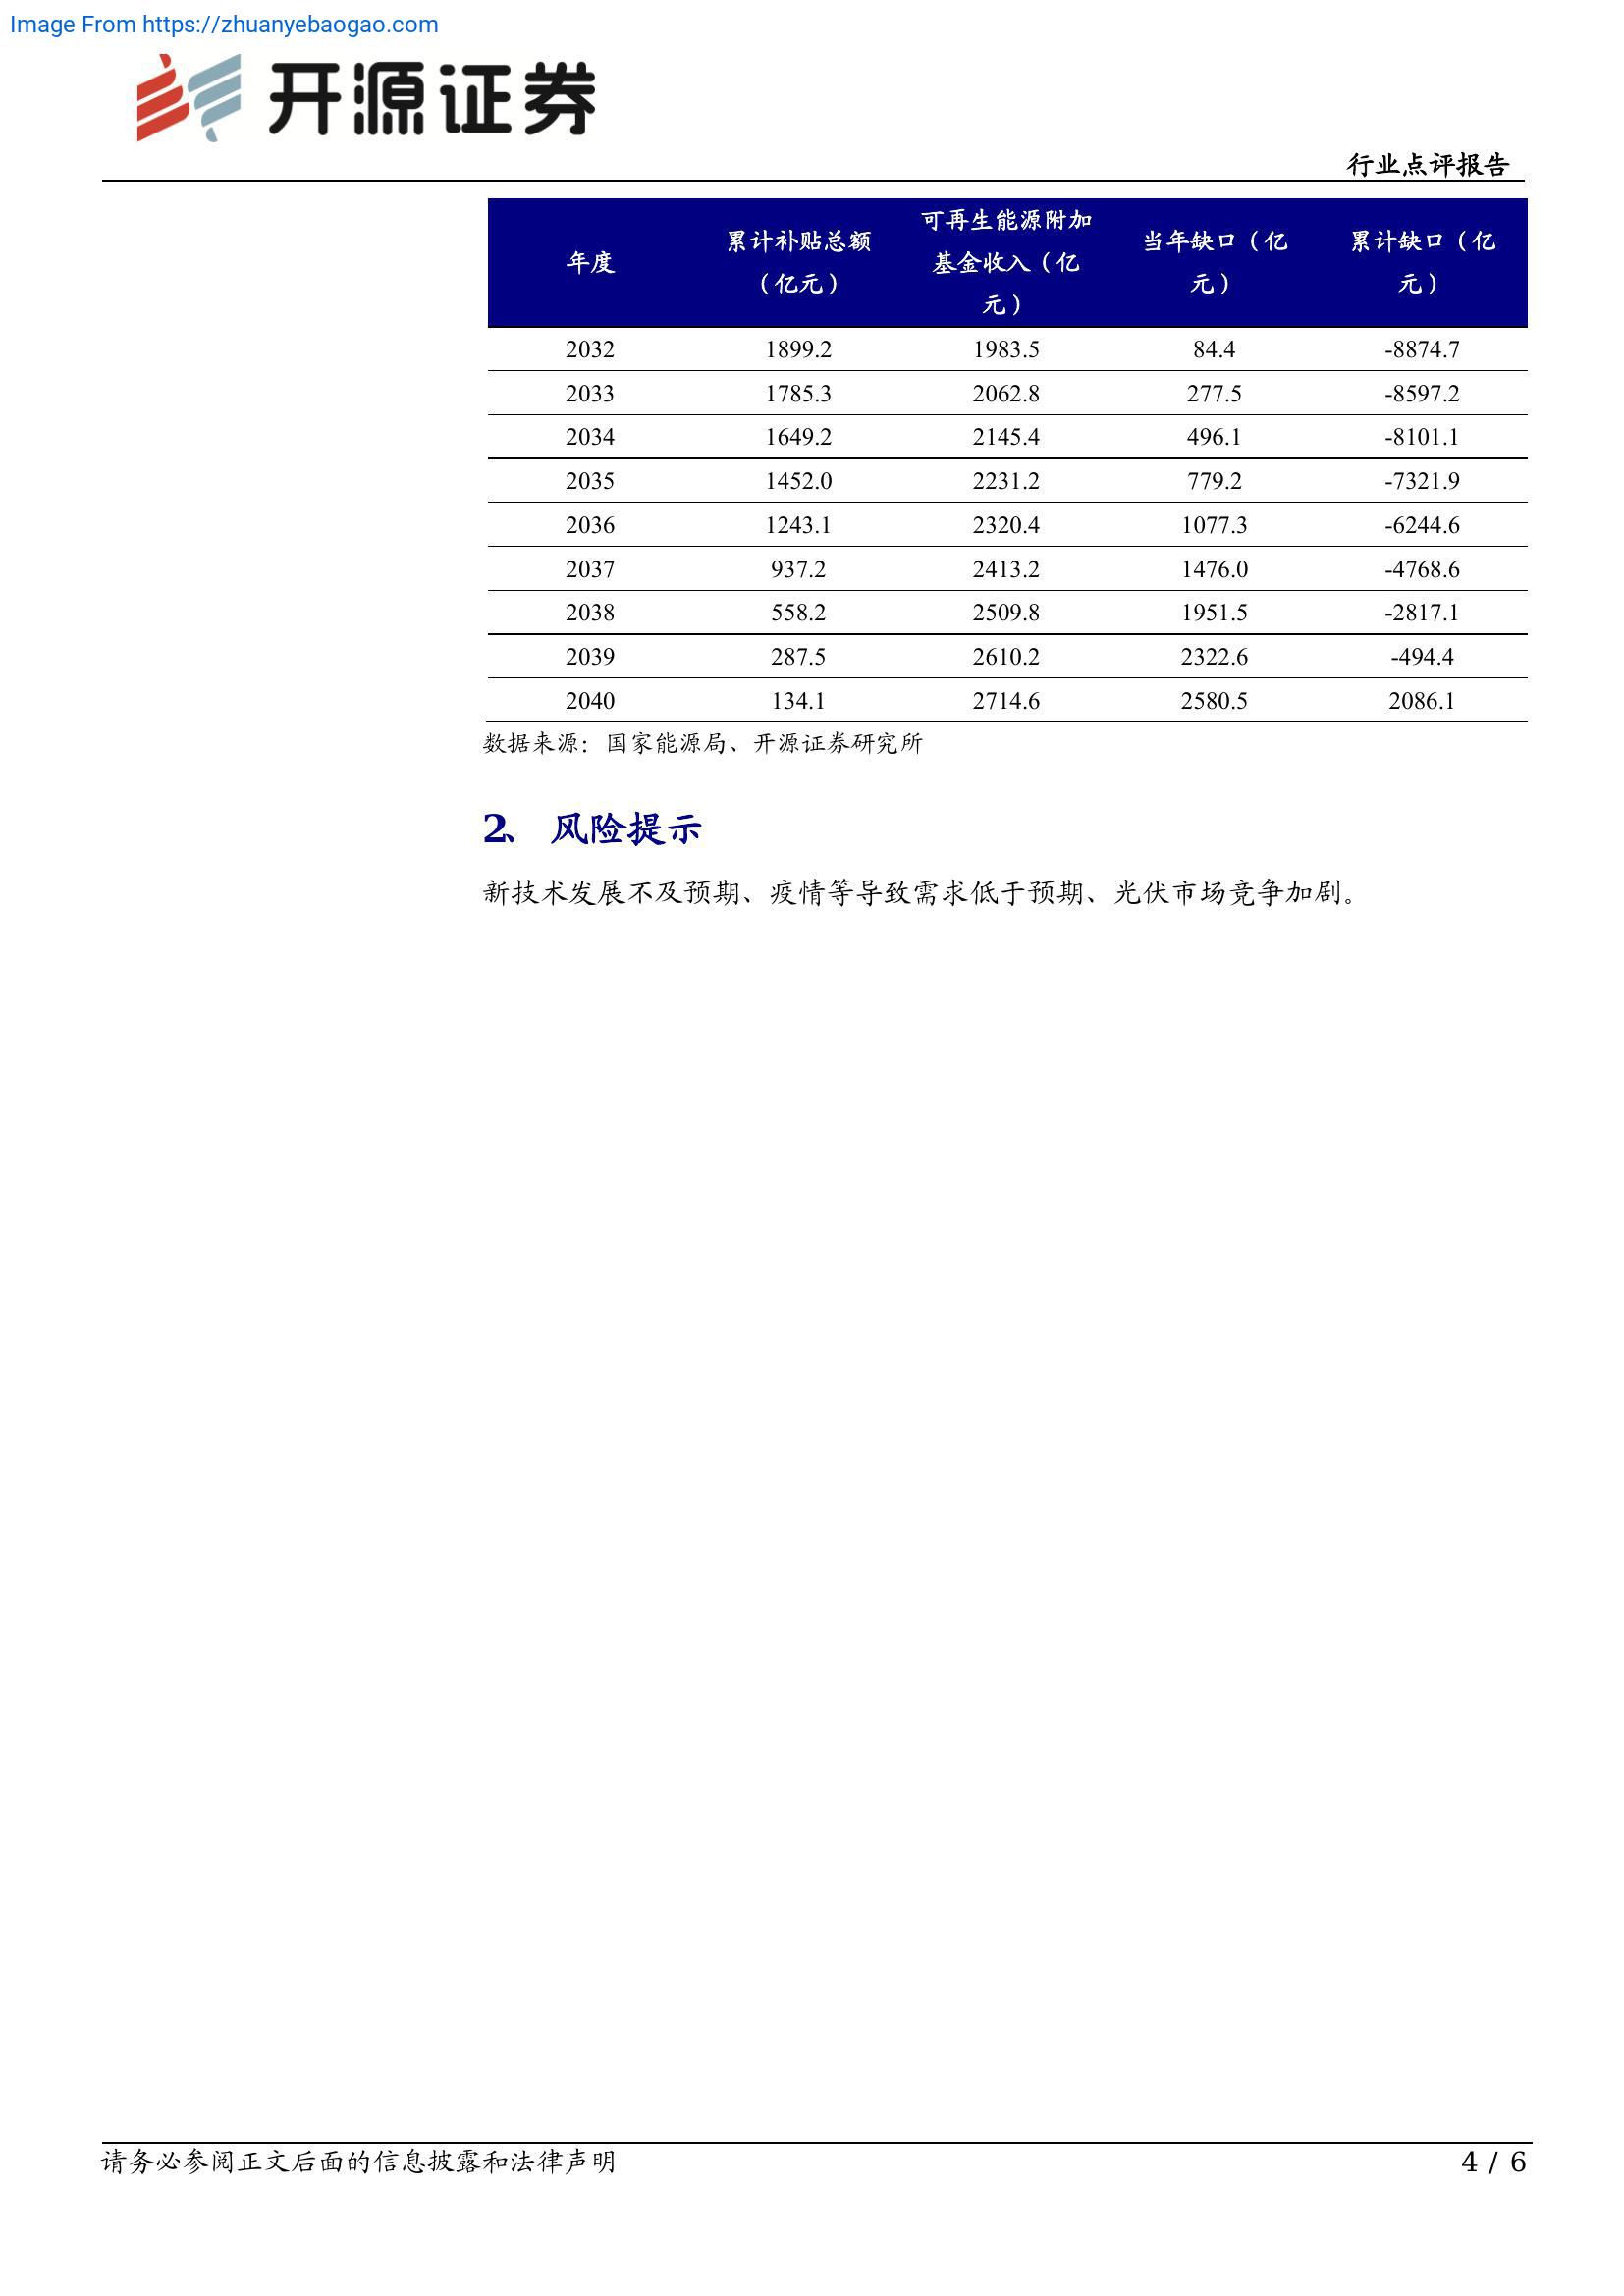 Image From https://zhuanyebaogao.com
开源证券
行业点评报告
年度 累计补贴总额（亿元） 可再生能源附加基金收入（亿元） 当年缺口（亿元） 累计缺口（亿元）
2032 1899.2 1983.5 84.4 -8874.7
2033 1785.3 2062.8 277.5 -8597.2
2034 1649.2 2145.4 496.1 -8101.1
2035 1452.0 2231.2 779.2 -7321.9
2036 1243.1 2320.4 1077.3 -6244.6
2037 937.2 2413.2 1476.0 -4768.6
2038 558.2 2509.8 1951.5 -2817.1
2039 287.5 2610.2 2322.6 -494.4
2040 134.1 2714.6 2580.5 2086.1
数据来源：国家能源局、开源证券研究所
2、 风险提示
新技术发展不及预期、疫情等导致需求低于预期、光伏市场竞争加剧。
请务必参阅正文后面的信息披露和法律声明 4 / 6